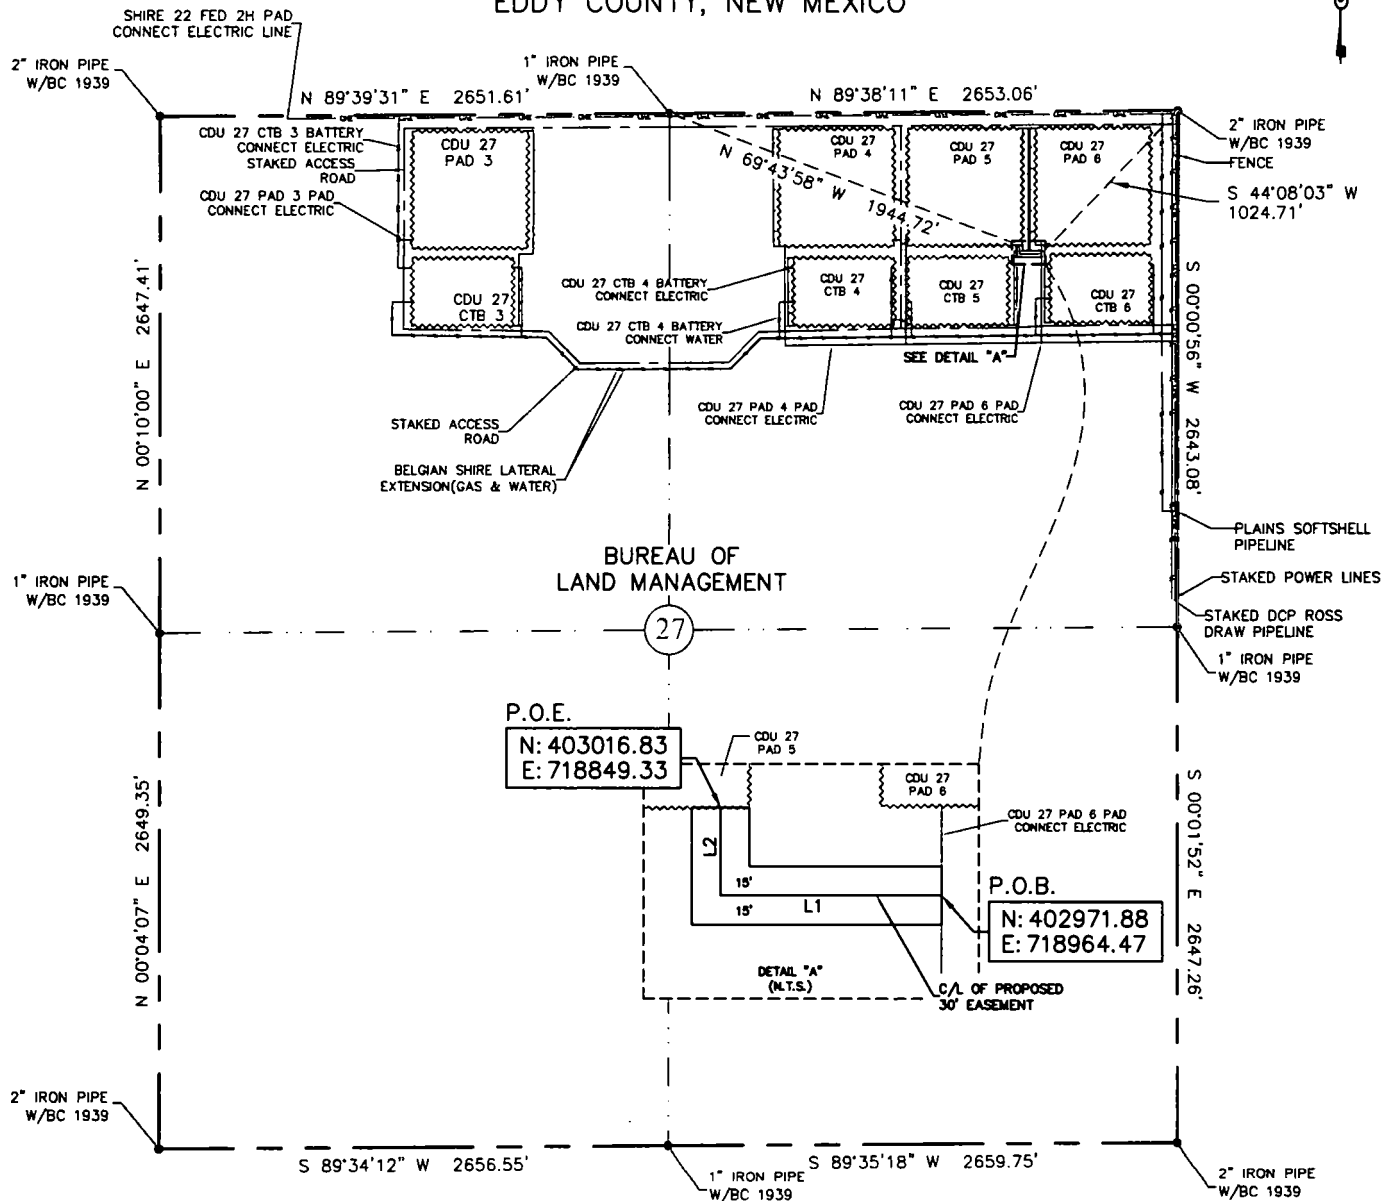 EDDY COUNTY, NEW MEXICO
SHIRE 22 FED 2H PAD
CONNECT ELECTRIC LINE
2" IRON PIPE
W/BC 1939
1" IRON PIPE
W/BC 1939
N 89°39'31" E 2651.61'
N 89°38'11" E 2653.06'
2" IRON PIPE
W/BC 1939
FENCE
CDU 27 CTB 3 BATTERY
CONNECT ELECTRIC
STAKED ACCESS
ROAD
CDU 27 PAD 3 PAD
CONNECT ELECTRIC
CDU 27
PAD 3
CDU 27
PAD 4
CDU 27
PAD 5
CDU 27
PAD 6
N 69°43'58" W 1944.72'
S 44°08'03" W
1024.71'
CDU 27
CTB 3
CDU 27 CTB 4 BATTERY
CONNECT ELECTRIC
CDU 27 CTB 4 BATTERY
CONNECT WATER
CDU 27
CTB 4
CDU 27
CTB 5
CDU 27
CTB 6
N 00°10'00" E 2647.41'
S 00°00'56" W 2643.08'
SEE DETAIL "A"
CDU 27 PAD 4 PAD
CONNECT ELECTRIC
CDU 27 PAD 6 PAD
CONNECT ELECTRIC
STAKED ACCESS
ROAD
BELGIAN SHIRE LATERAL
EXTENSION(GAS & WATER)
PLAINS SOFTSHELL
PIPELINE
BUREAU OF
LAND MANAGEMENT
STAKED POWER LINES
STAKED DCP ROSS
DRAW PIPELINE
1" IRON PIPE
W/BC 1939
27
1" IRON PIPE
W/BC 1939
P.O.E.
N: 403016.83
E: 718849.33
CDU 27
PAD 5
CDU 27
PAD 6
CDU 27 PAD 6 PAD
CONNECT ELECTRIC
L2
15'
15'
L1
P.O.B.
N: 402971.88
E: 718964.47
DETAIL "A"
(N.T.S.)
C/L OF PROPOSED
30' EASEMENT
N 00°04'07" E 2649.35'
S 00°01'52" E 2647.26'
2" IRON PIPE
W/BC 1939
S 89°34'12" W 2656.55'
1" IRON PIPE
W/BC 1939
S 89°35'18" W 2659.75'
2" IRON PIPE
W/BC 1939